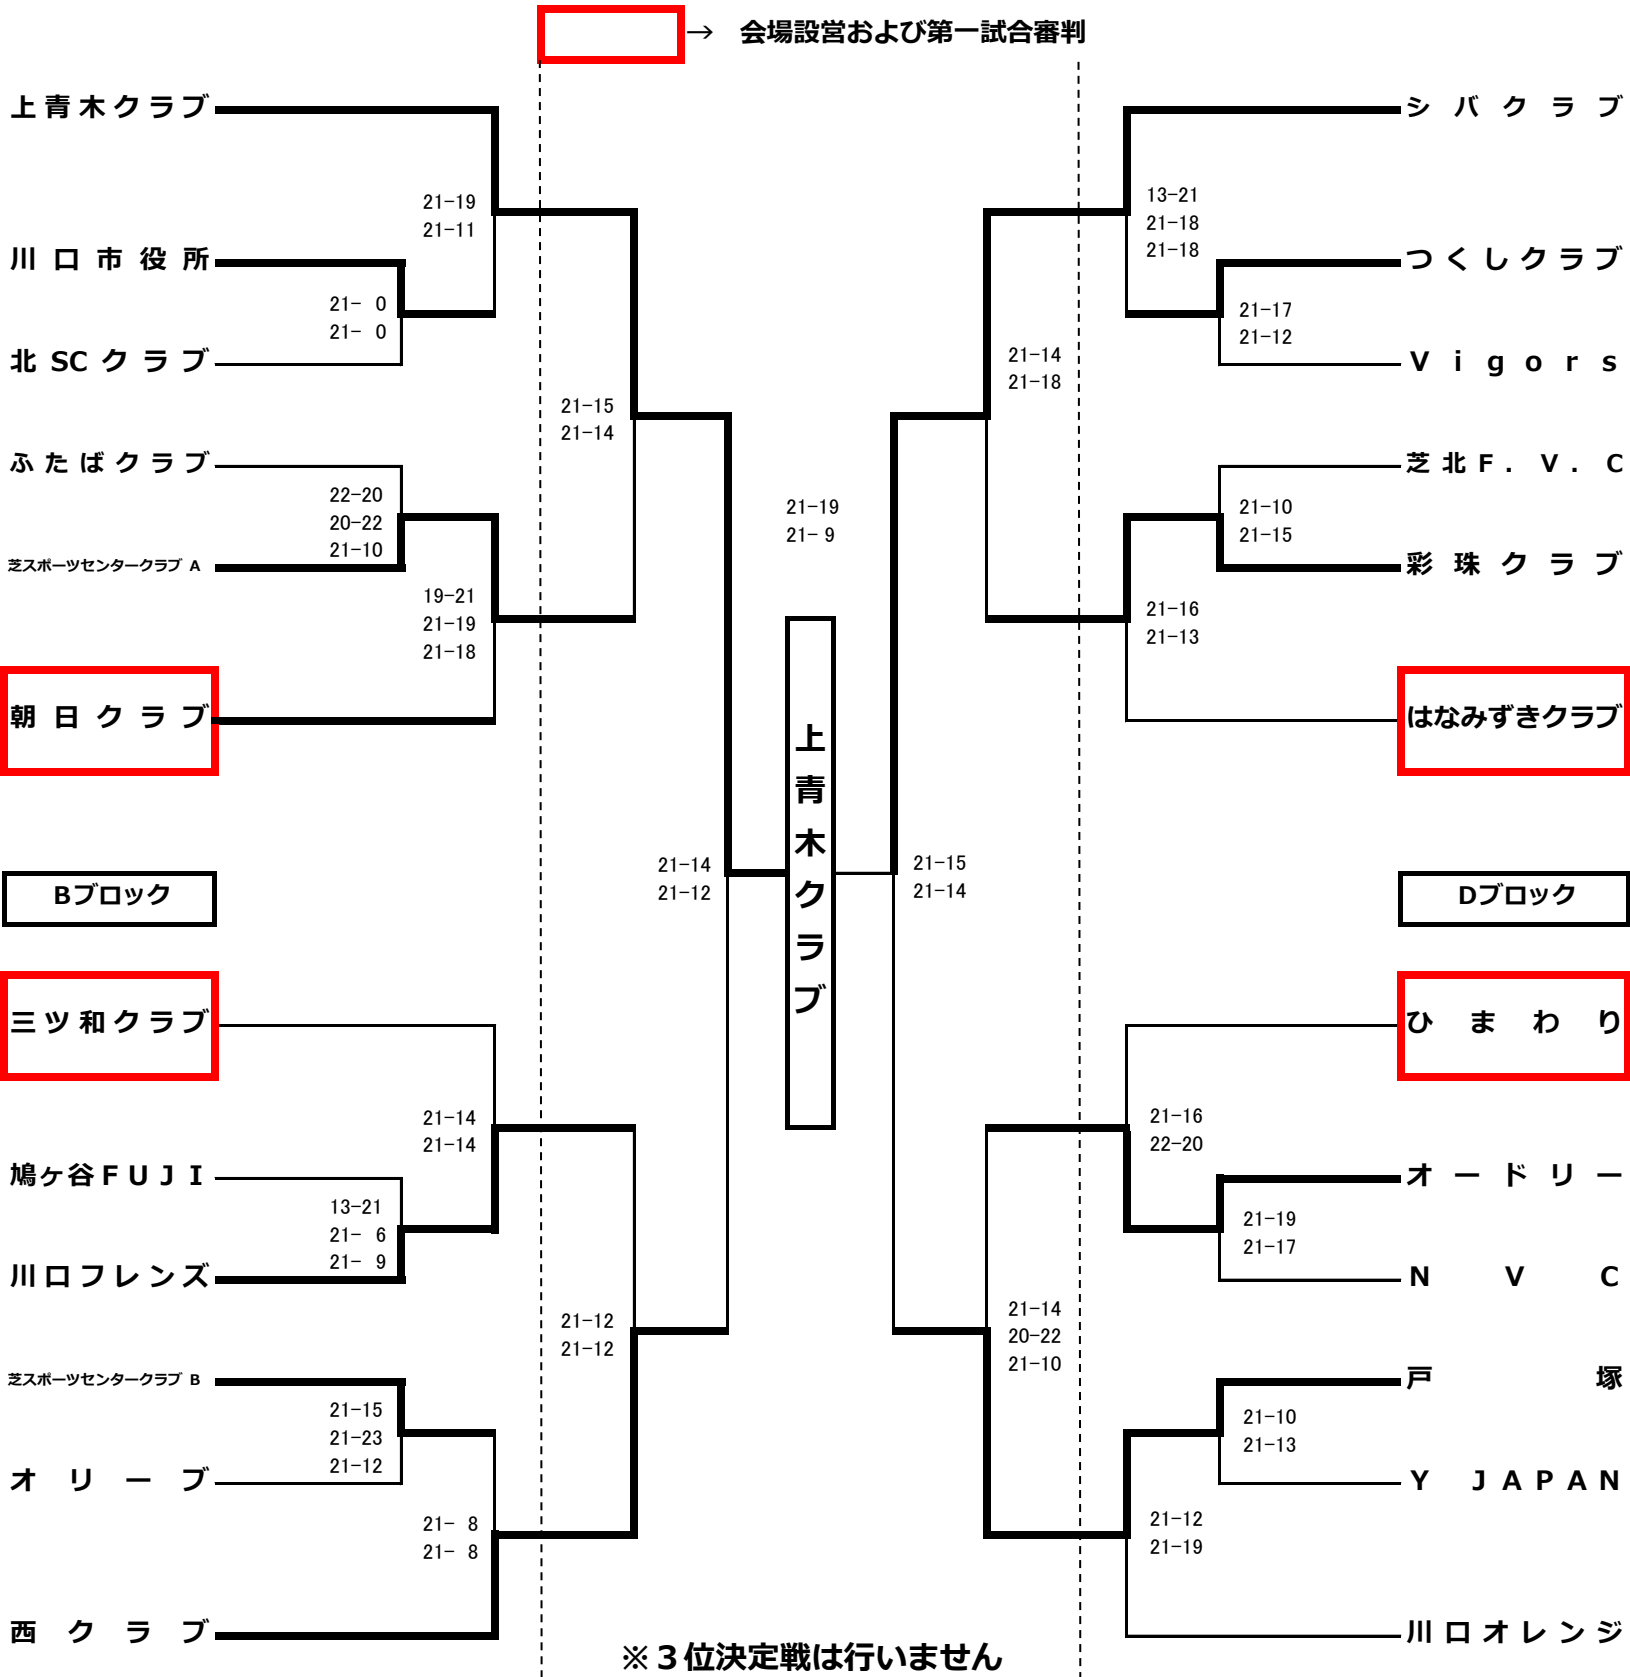 → 会場設営および第一試合審判
上青木クラブ
シバクラブ
21-19
21-11
13-21
21-18
21-18
川口市役所
つくしクラブ
21- 0
21- 0
21-17
21-12
北SCクラブ
Vigors
21-14
21-18
21-15
21-14
ふたばクラブ
芝北F.V.C
22-20
20-22
21-10
21-19
21- 9
21-10
21-15
芝スポーツセンタークラブ A
彩珠クラブ
19-21
21-19
21-18
21-16
21-13
朝日クラブ
はなみずきクラブ
上青木クラブ
21-14
21-12
21-15
21-14
Bブロック
Dブロック
三ツ和クラブ
ひまわり
21-14
21-14
21-16
22-20
鳩ヶ谷FUJI
オードリー
13-21
21- 6
21- 9
21-19
21-17
川口フレンズ
NVC
21-12
21-12
21-14
20-22
21-10
芝スポーツセンタークラブ B
戸塚
21-15
21-23
21-12
21-10
21-13
オリーブ
Y JAPAN
21- 8
21- 8
21-12
21-19
西クラブ
川口オレンジ
※３位決定戦は行いません